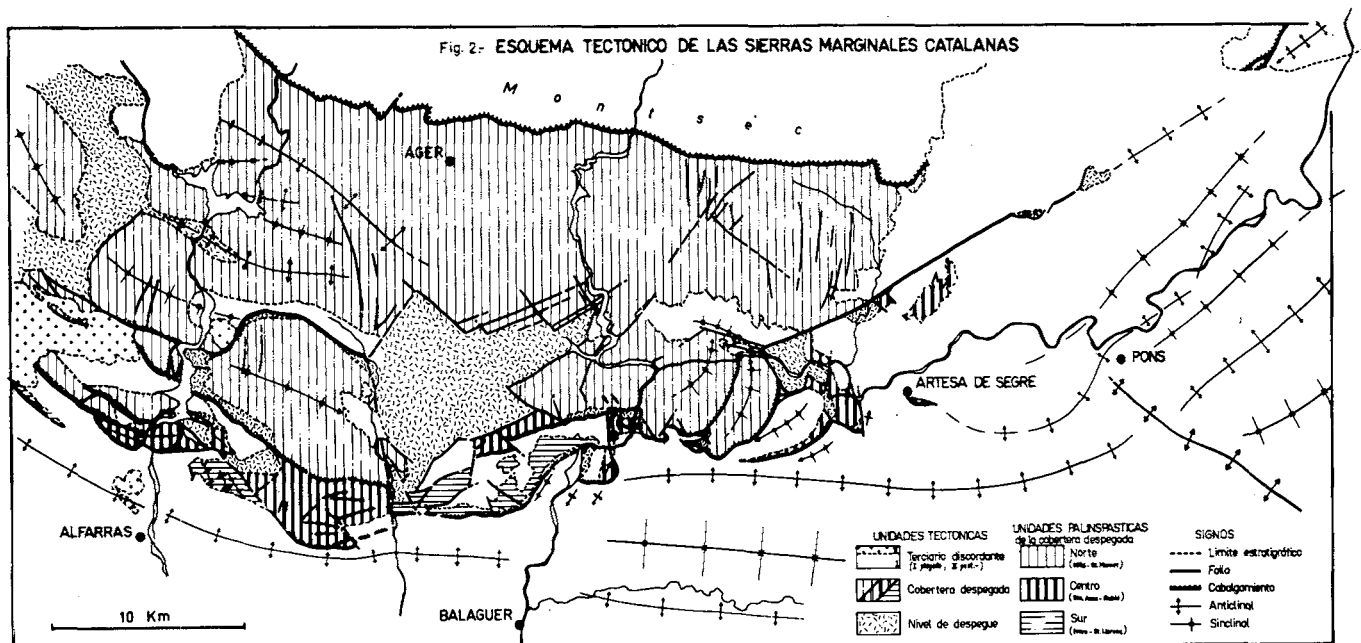 Fig. 2.- ESQUEMA TECTONICO DE LAS SIERRAS MARGINALES CATALANAS
Montsec
AGER
PONS
ARTESA DE SEGRE
ALFARRAS
BALAGUER
10 Km
UNIDADES TECTONICAS
Terciario discordante
Cobertera despegada
Nivel de despegue
UNIDADES PALINSPASTICAS
de la cobertera despegada
Norte
Centro
Sur
SIGNOS
Limite estratigráfico
Falla
Cabalgamiento
Anticlinal
Sinclinal